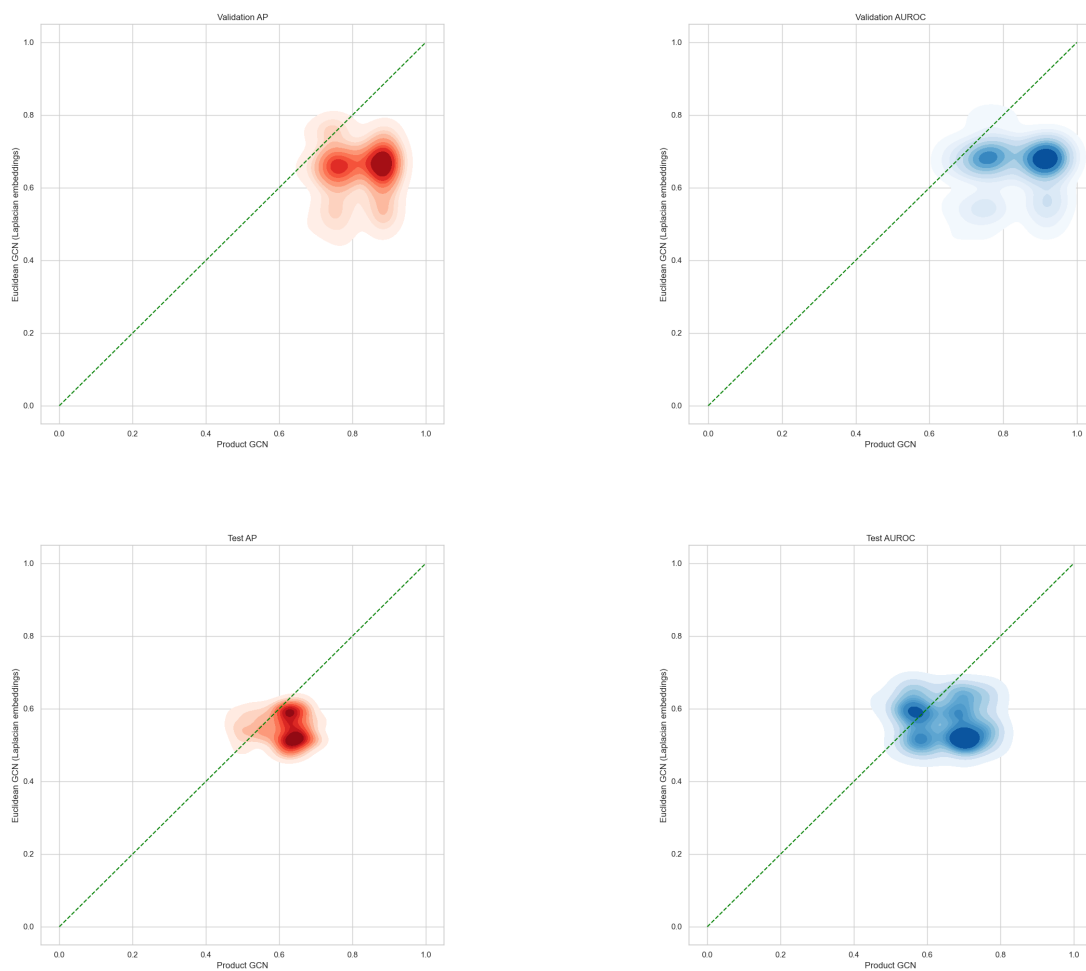 Validation AP
1.0
0.8
0.6
0.4
0.2
0.0
Euclidean GCN (Laplacian embeddings)
0.0 0.2 0.4 0.6 0.8 1.0
Product GCN
Validation AUROC
1.0
0.8
0.6
0.4
0.2
0.0
Euclidean GCN (Laplacian embeddings)
0.0 0.2 0.4 0.6 0.8 1.0
Product GCN
Test AP
1.0
0.8
0.6
0.4
0.2
0.0
Euclidean GCN (Laplacian embeddings)
0.0 0.2 0.4 0.6 0.8 1.0
Product GCN
Test AUROC
1.0
0.8
0.6
0.4
0.2
0.0
Euclidean GCN (Laplacian embeddings)
0.0 0.2 0.4 0.6 0.8 1.0
Product GCN